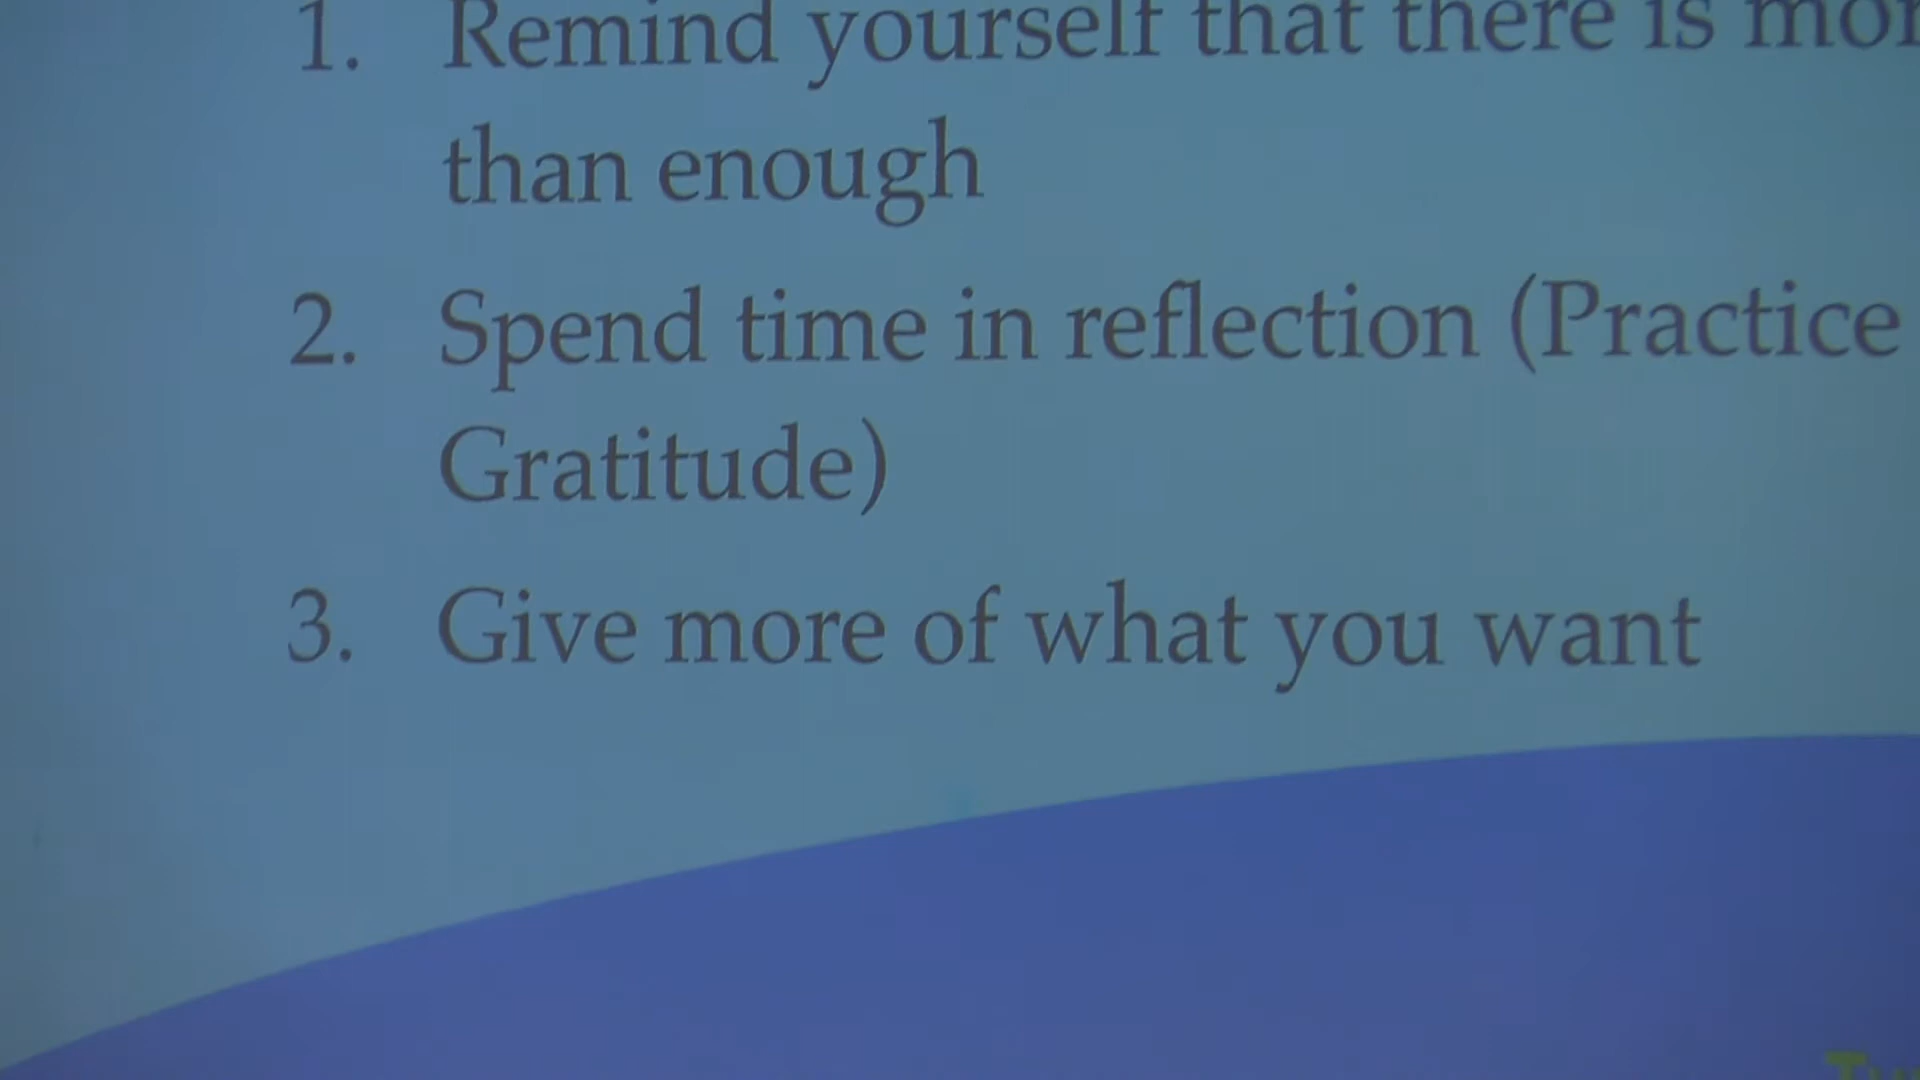 1. Remind yourself that there is
than enough
2. Spend time in reflection (Practice
Gratitude)
3. Give more of what you want